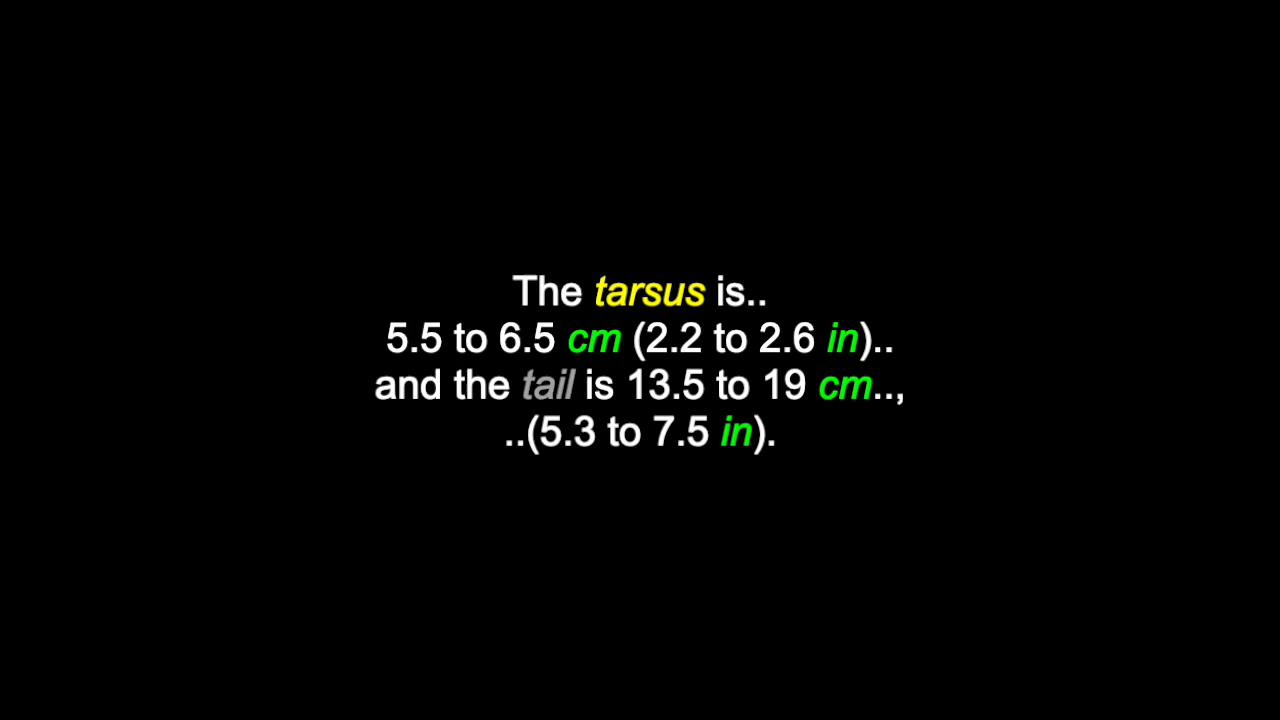 The tarsus is..
5.5 to 6.5 cm (2.2 to 2.6 in)..
and the tail is 13.5 to 19 cm..,
..(5.3 to 7.5 in).